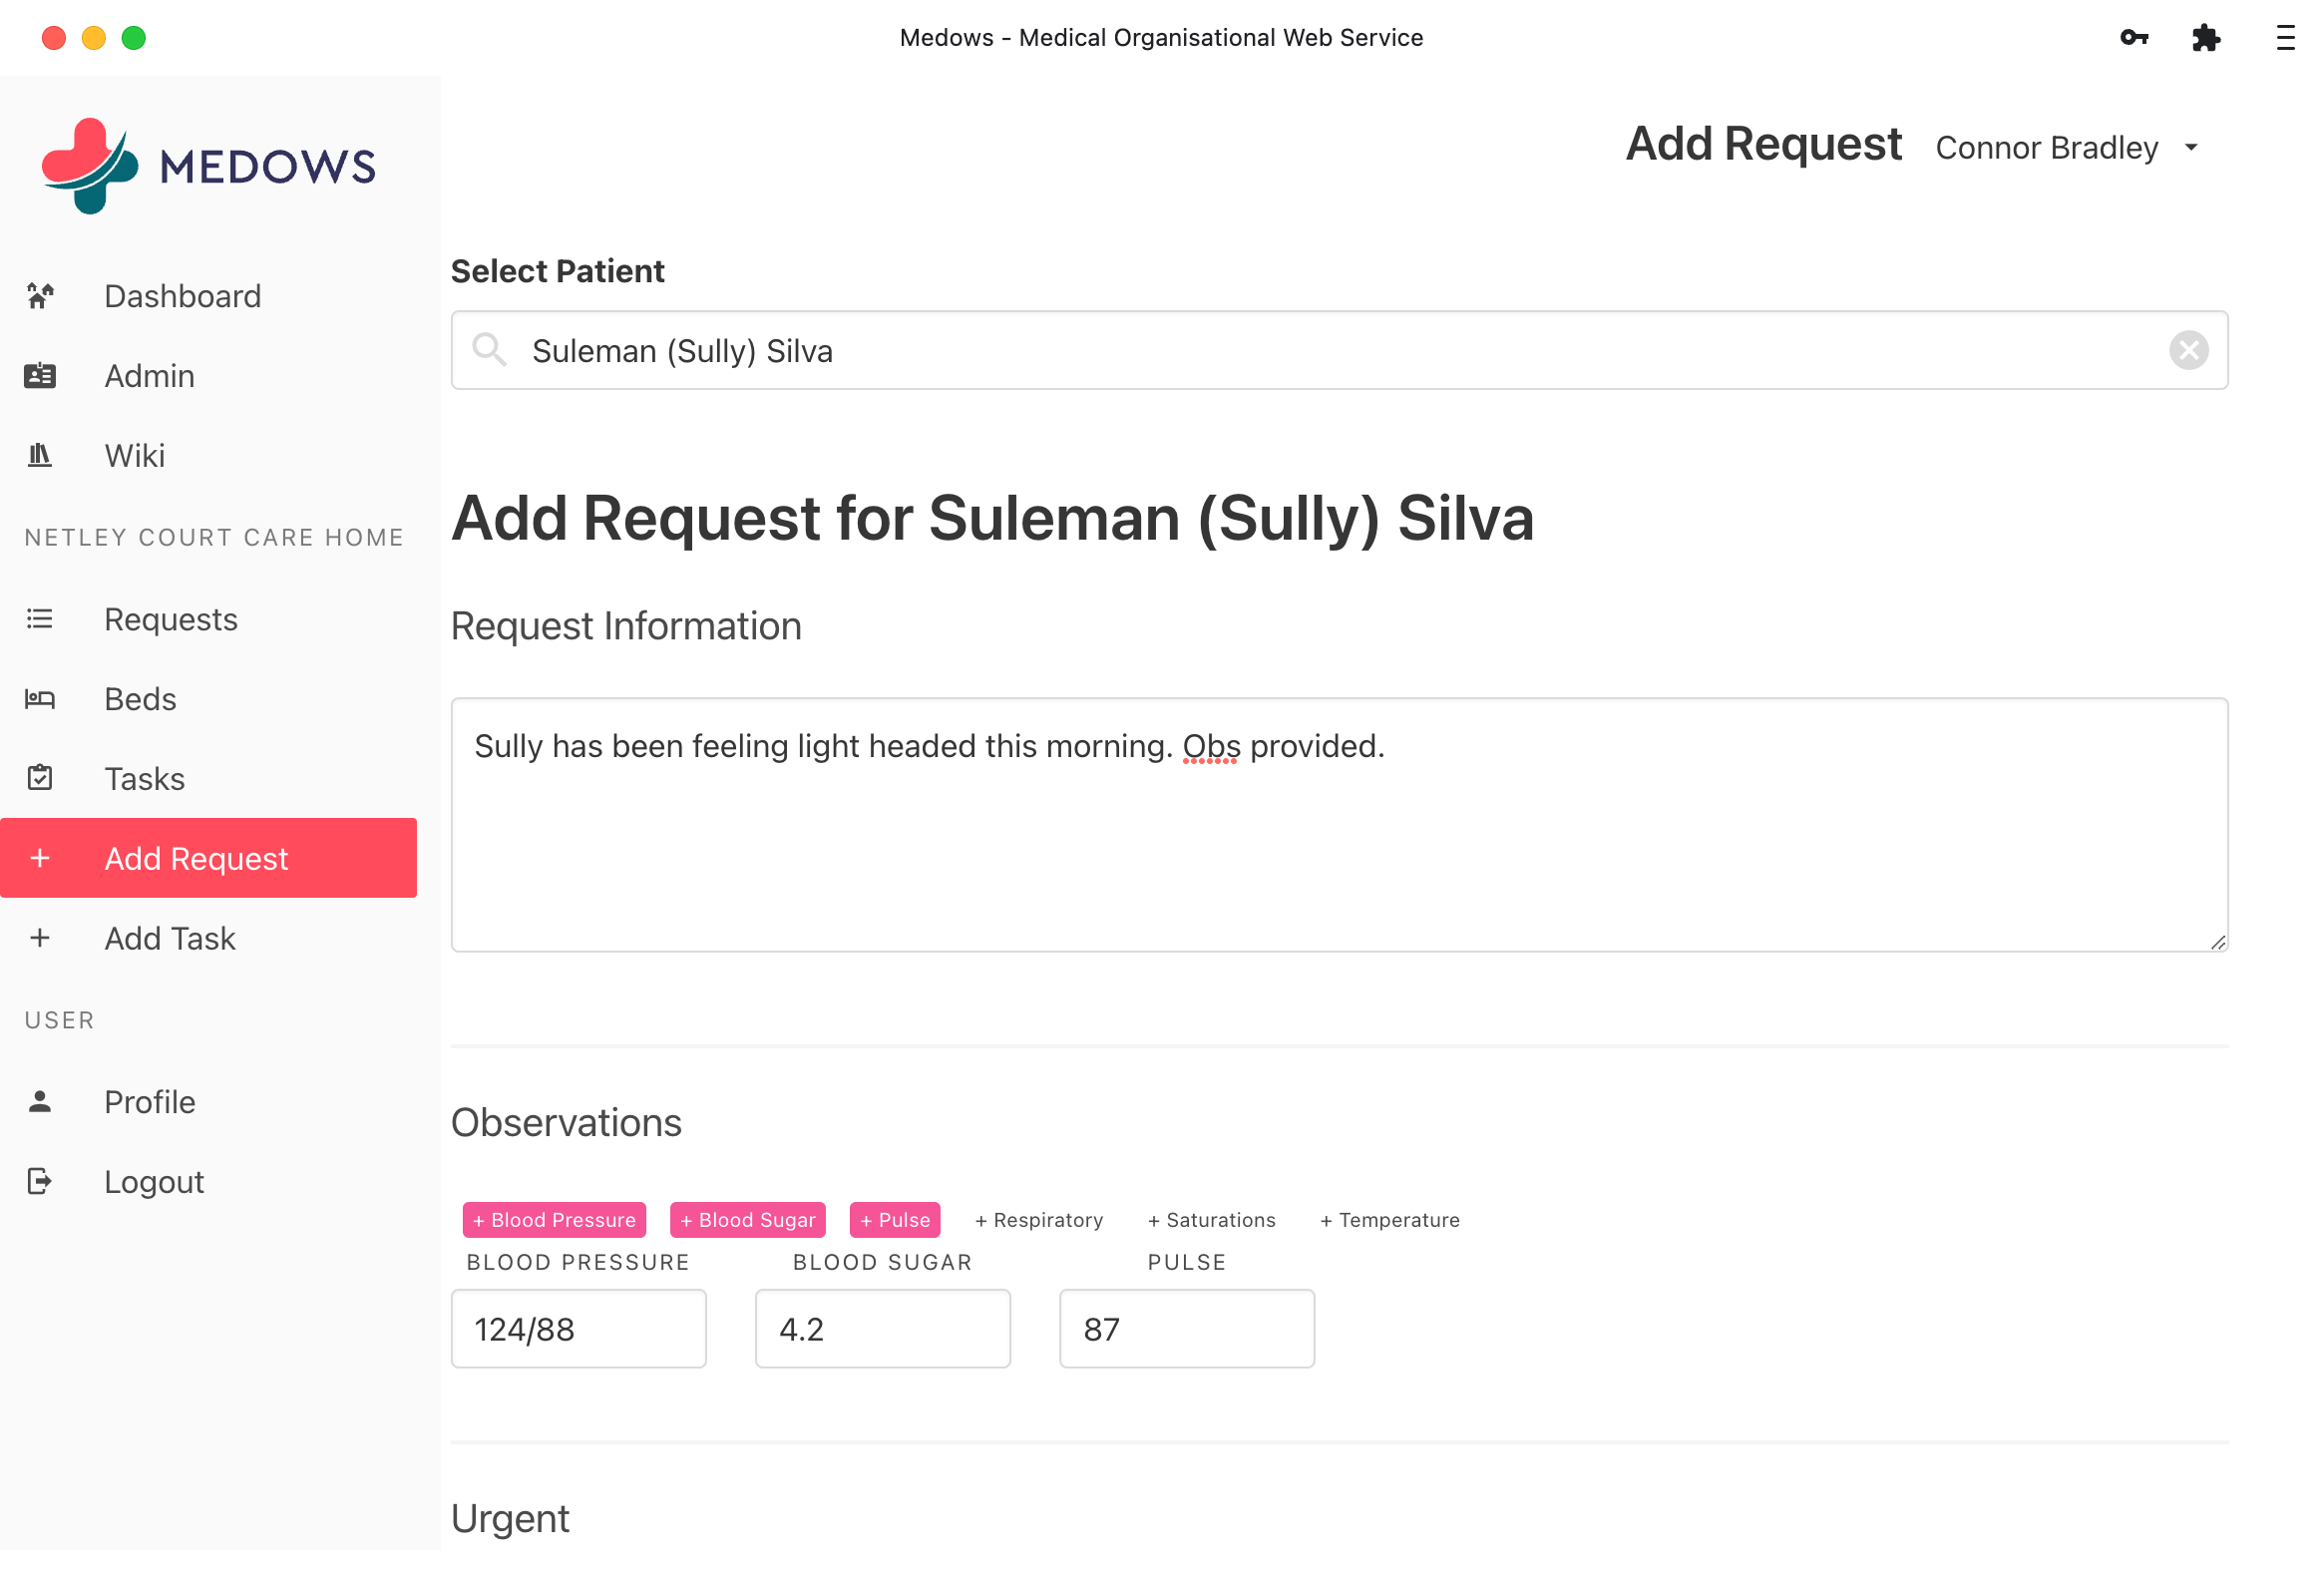 Medows - Medical Organisational Web Service
MEDOWS
Dashboard
Admin
Wiki
NETLEY COURT CARE HOME
Requests
Beds
Tasks
+ Add Request
+ Add Task
USER
Profile
Logout
Add Request Connor Bradley
Select Patient
Suleman (Sully) Silva
Add Request for Suleman (Sully) Silva
Request Information
Sully has been feeling light headed this morning. Obs provided.
Observations
+ Blood Pressure + Blood Sugar + Pulse + Respiratory + Saturations + Temperature
BLOOD PRESSURE BLOOD SUGAR PULSE
124/88 4.2 87
Urgent